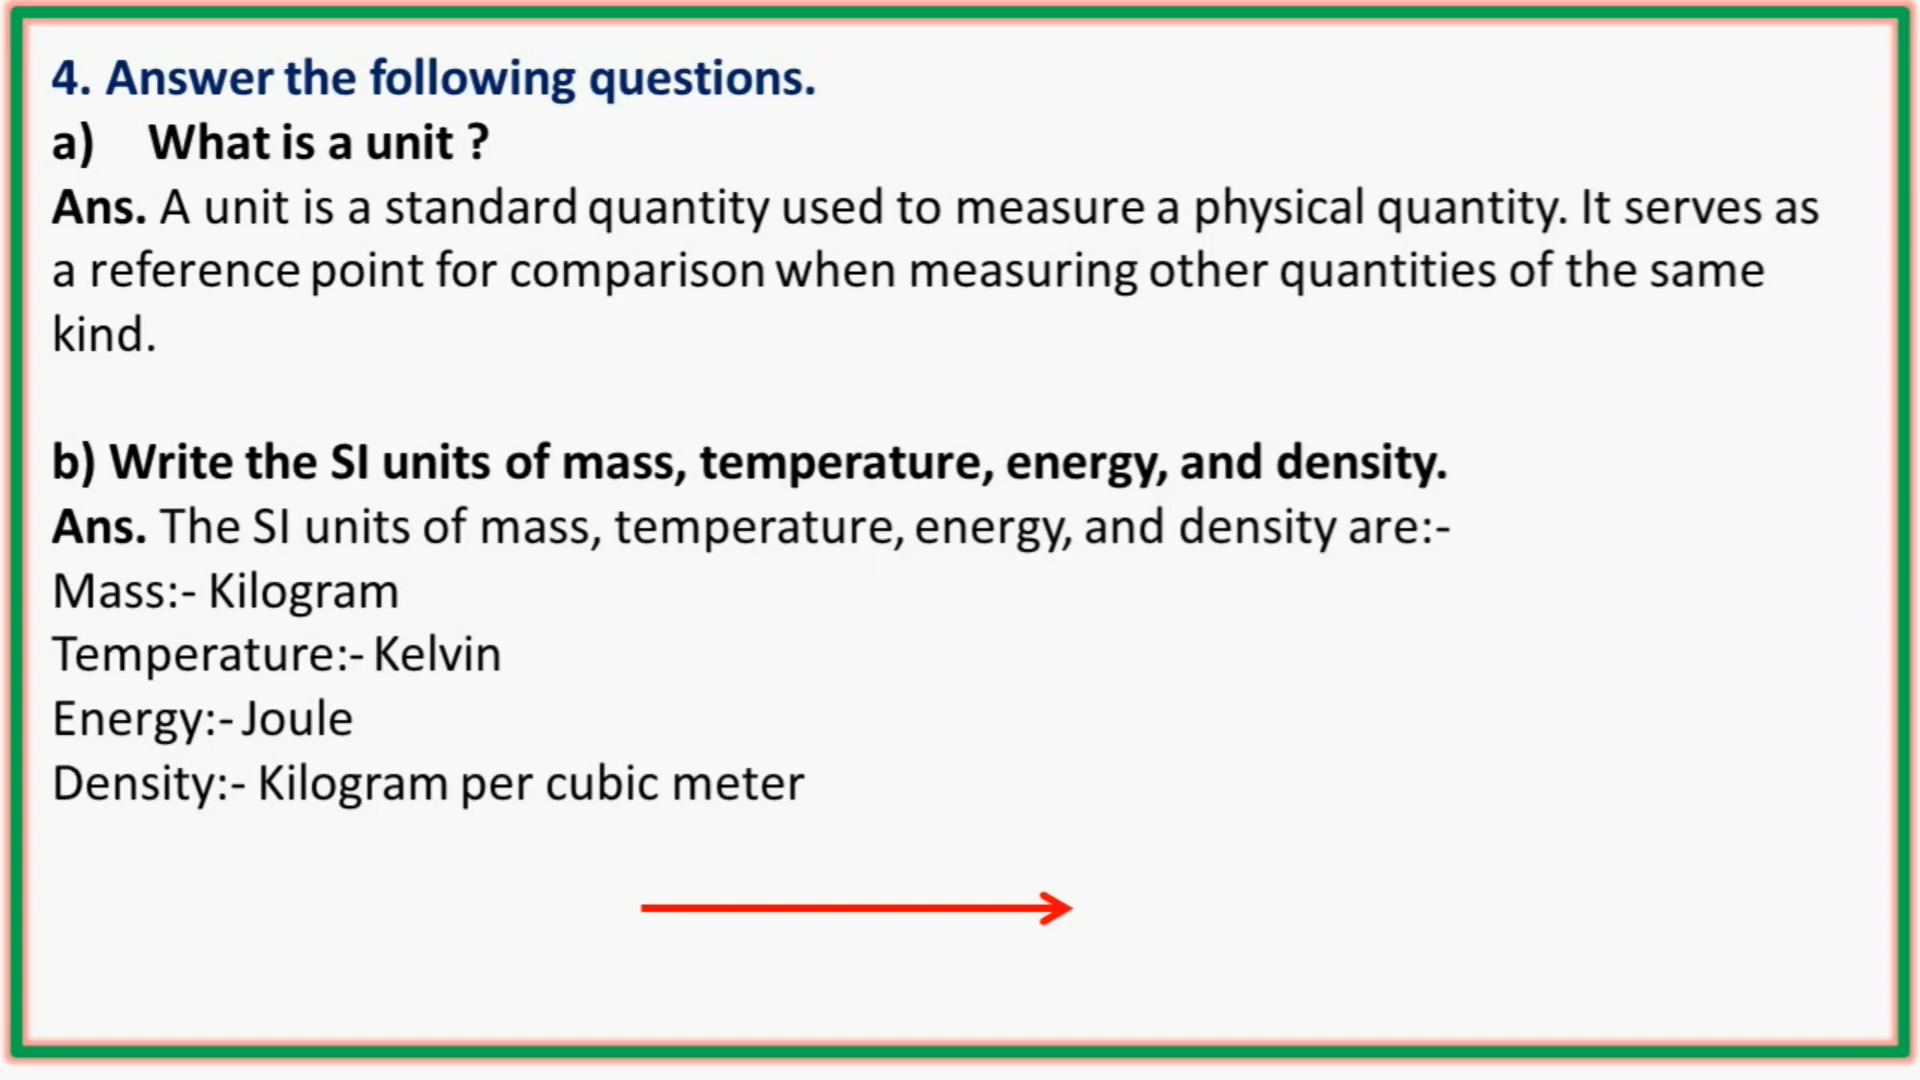 4. Answer the following questions.
a) What is a unit ?
Ans. A unit is a standard quantity used to measure a physical quantity. It serves as
a reference point for comparison when measuring other quantities of the same
kind.
b) Write the SI units of mass, temperature, energy, and density.
Ans. The SI units of mass, temperature, energy, and density are:-
Mass:- Kilogram
Temperature:- Kelvin
Energy:- Joule
Density:- Kilogram per cubic meter